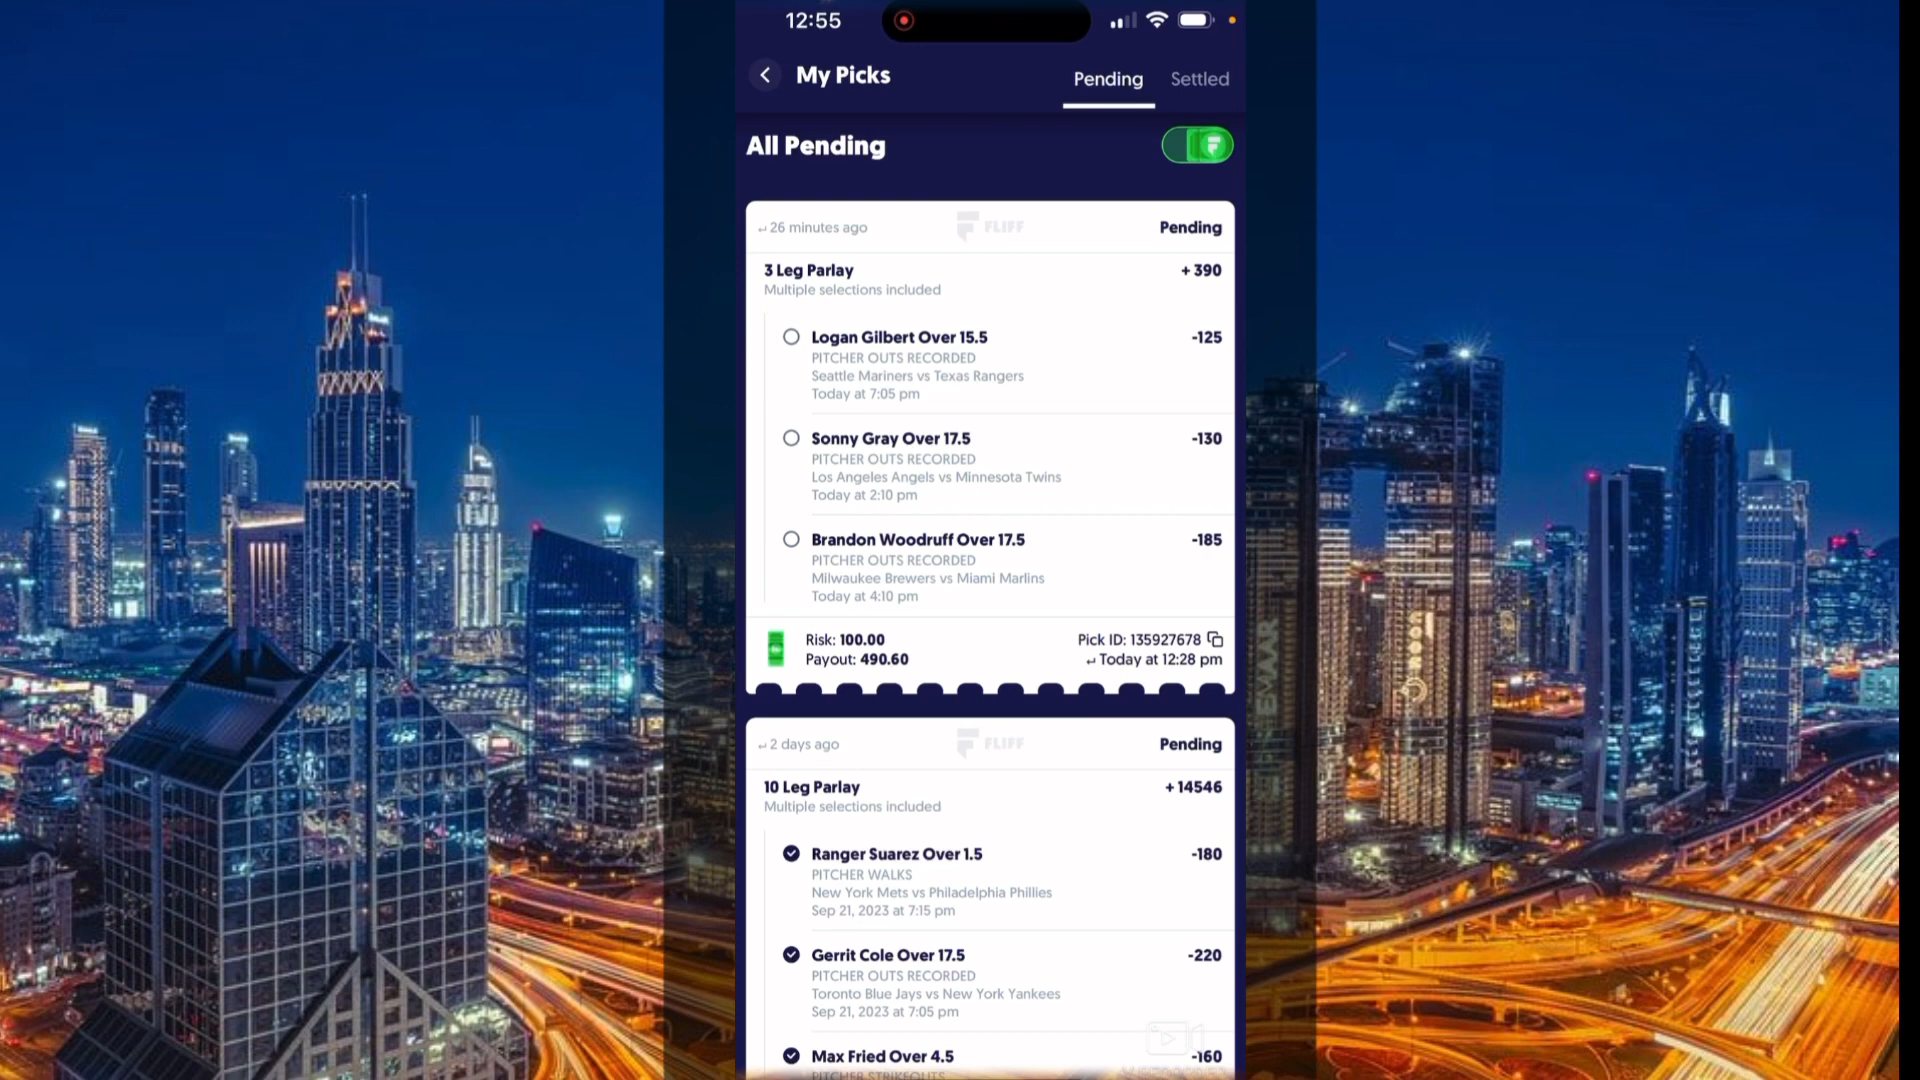 12:55
My Picks
Pending
Settled
All Pending
26 minutes ago
FLIFF
Pending
3 Leg Parlay
+ 390
Multiple selections included
Logan Gilbert Over 15.5
-125
PITCHER OUTS RECORDED
Seattle Mariners vs Texas Rangers
Today at 7:05 pm
Sonny Gray Over 17.5
-130
PITCHER OUTS RECORDED
Los Angeles Angels vs Minnesota Twins
Today at 2:10 pm
Brandon Woodruff Over 17.5
-185
PITCHER OUTS RECORDED
Milwaukee Brewers vs Miami Marlins
Today at 4:10 pm
Risk: 100.00
Pick ID: 135927678
Payout: 490.60
Today at 12:28 pm
2 days ago
FLIFF
Pending
10 Leg Parlay
+ 14546
Multiple selections included
Ranger Suarez Over 1.5
-180
PITCHER WALKS
New York Mets vs Philadelphia Phillies
Sep 21, 2023 at 7:15 pm
Gerrit Cole Over 17.5
-220
PITCHER OUTS RECORDED
Toronto Blue Jays vs New York Yankees
Sep 21, 2023 at 7:05 pm
Max Fried Over 4.5
-160
PITCHER STRIKEOUTS
EMAAR